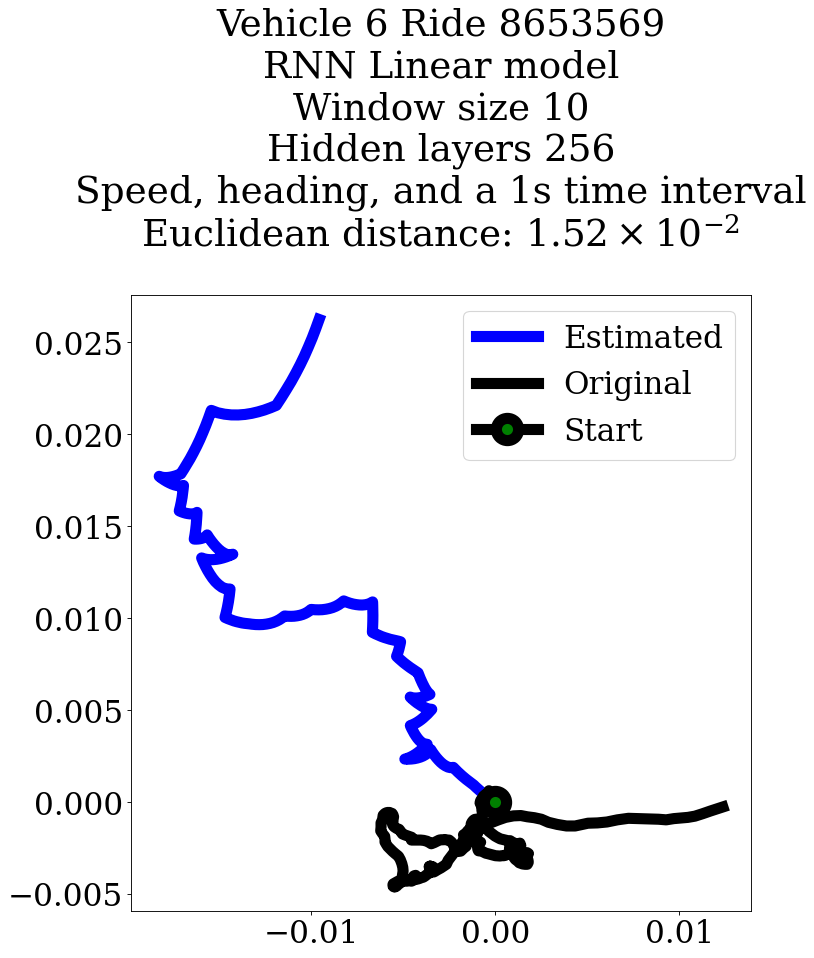 Vehicle 6 Ride 8653569
RNN Linear model
Window size 10
Hidden layers 256
Speed, heading, and a 1s time interval
Euclidean distance: 1.52 × 10⁻²
Estimated
Original
Start
0.025
0.020
0.015
0.010
0.005
0.000
−0.005
−0.01
0.00
0.01